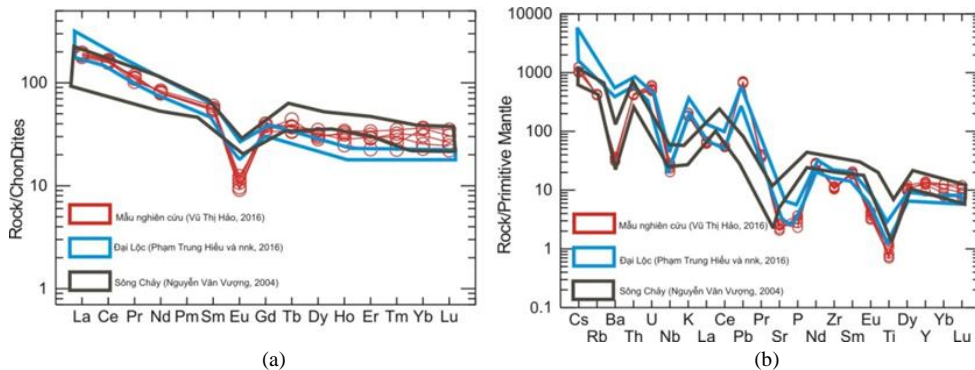 (a)
Rock/ChonDrites
100
10
1
Mẫu nghiên cứu (Vũ Thị Hảo, 2016)
Đại Lộc (Phạm Trung Hiếu và nnk, 2016)
Sông Chảy (Nguyễn Văn Vượng, 2004)
La Ce Pr Nd Pm Sm Eu Gd Tb Dy Ho Er Tm Yb Lu
(a)
(b)
Rock/Primitive Mantle
10000
1000
100
10
1
0.1
Mẫu nghiên cứu (Vũ Thị Hảo, 2016)
Đại Lộc (Phạm Trung Hiếu và nnk, 2016)
Sông Chảy (Nguyễn Văn Vượng, 2004)
Cs Ba U K Ce Pr P Zr Eu Dy Yb
Rb Th Nb La Pb Sr Nd Sm Ti Y Lu
(b)